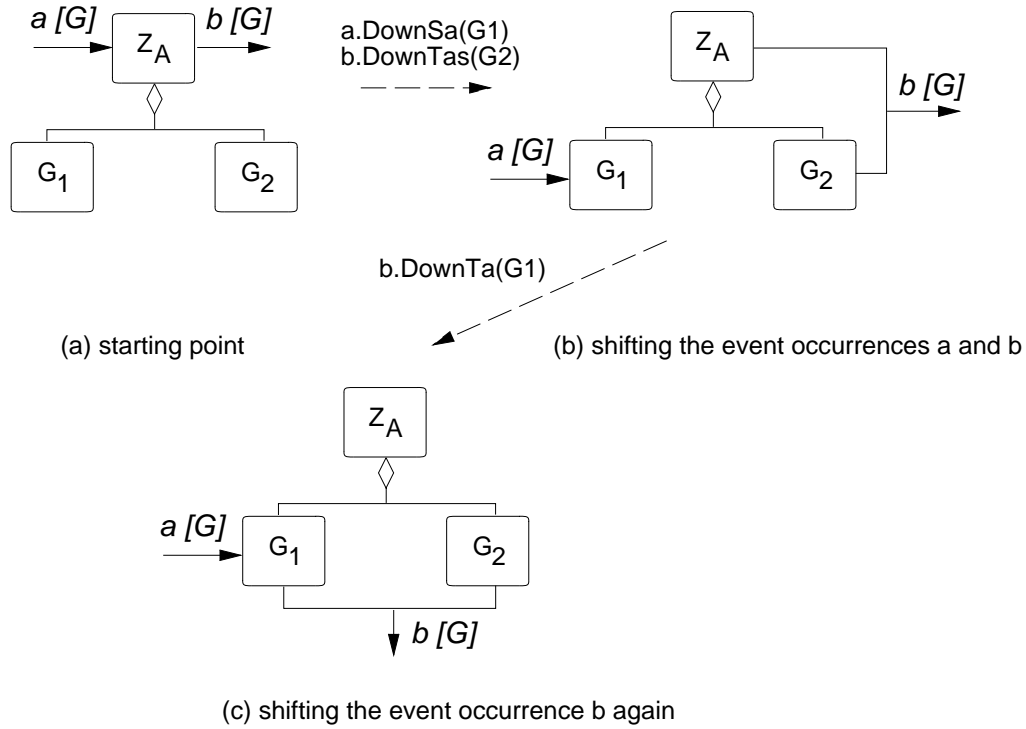 a [G]
Z_A
b [G]
G_1
G_2
a.DownSa(G1)
b.DownTas(G2)
Z_A
b [G]
a [G]
G_1
G_2
b.DownTa(G1)
(a) starting point
(b) shifting the event occurrences a and b
Z_A
a [G]
G_1
G_2
b [G]
(c) shifting the event occurrence b again